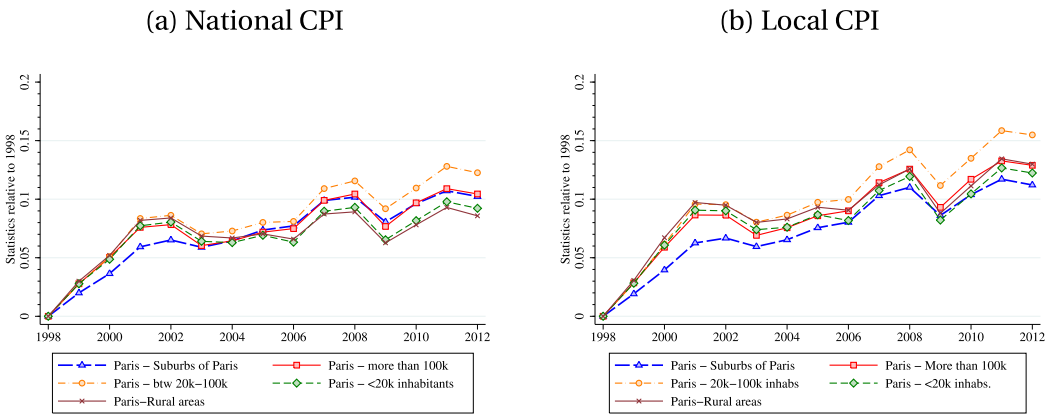 (a) National CPI
Statistics relative to 1998
0.2
0.15
0.1
0.05
0
1998 2000 2002 2004 2006 2008 2010 2012
Paris – Suburbs of Paris Paris – more than 100k
Paris – btw 20k–100k Paris – <20k inhabitants
Paris–Rural areas
(b) Local CPI
Statistics relative to 1998
0.2
0.15
0.1
0.05
0
1998 2000 2002 2004 2006 2008 2010 2012
Paris – Suburbs of Paris Paris – More than 100k
Paris – 20k–100k inhabs Paris – <20k inhabs.
Paris–Rural areas